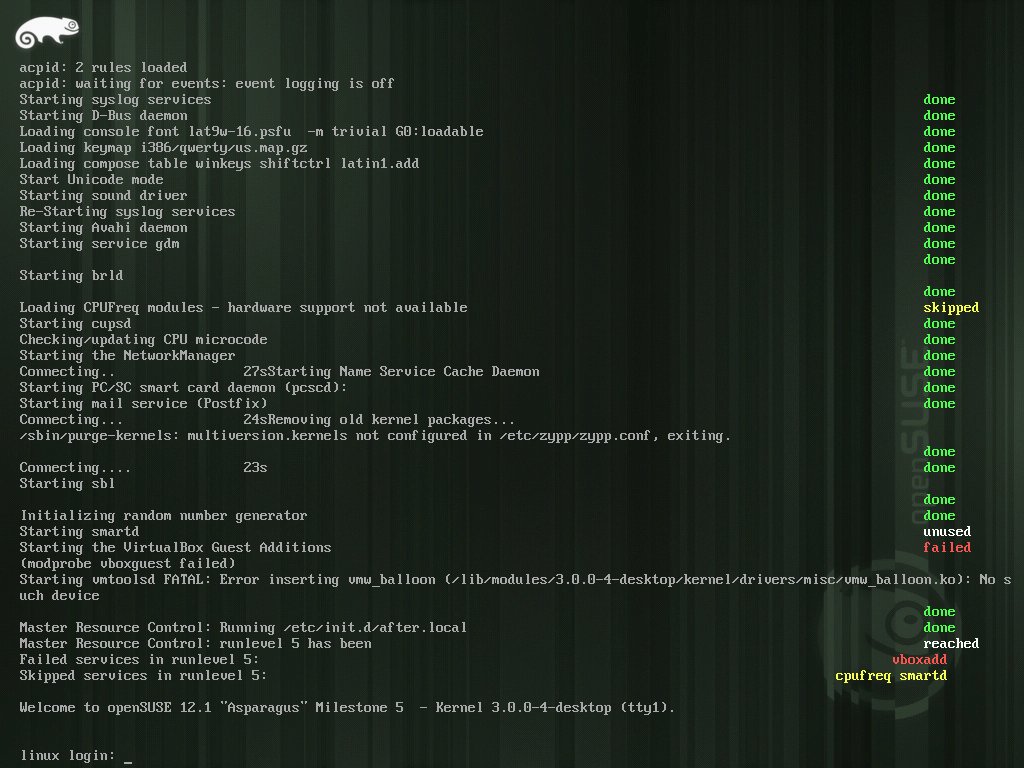 acpid: 2 rules loaded
acpid: waiting for events: event logging is off
Starting syslog services done
Starting D-Bus daemon done
Loading console font lat9w-16.psfu  -m trivial G0:loadable done
Loading keymap i386/qwerty/us.map.gz done
Loading compose table winkeys shiftctrl latin1.add done
Start Unicode mode done
Starting sound driver done
Re-Starting syslog services done
Starting Avahi daemon done
Starting service gdm done
done
Starting brld
done
Loading CPUFreq modules - hardware support not available skipped
Starting cupsd done
Checking/updating CPU microcode done
Starting the NetworkManager done
Connecting.. 27sStarting Name Service Cache Daemon done
Starting PC/SC smart card daemon (pcscd): done
Starting mail service (Postfix) done
Connecting... 24sRemoving old kernel packages...
/sbin/purge-kernels: multiversion.kernels not configured in /etc/zypp/zypp.conf, exiting.
done
Connecting.... 23s done
Starting sbl
done
Initializing random number generator done
Starting smartd unused
Starting the VirtualBox Guest Additions failed
(modprobe vboxguest failed)
Starting vmtoolsd FATAL: Error inserting vmw_balloon (/lib/modules/3.0.0-4-desktop/kernel/drivers/misc/vmw_balloon.ko): No s
uch device
done
Master Resource Control: Running /etc/init.d/after.local done
Master Resource Control: runlevel 5 has been reached
Failed services in runlevel 5: vboxadd
Skipped services in runlevel 5: cpufreq smartd
Welcome to openSUSE 12.1 "Asparagus" Milestone 5  - Kernel 3.0.0-4-desktop (tty1).
linux login: _
openSUSE